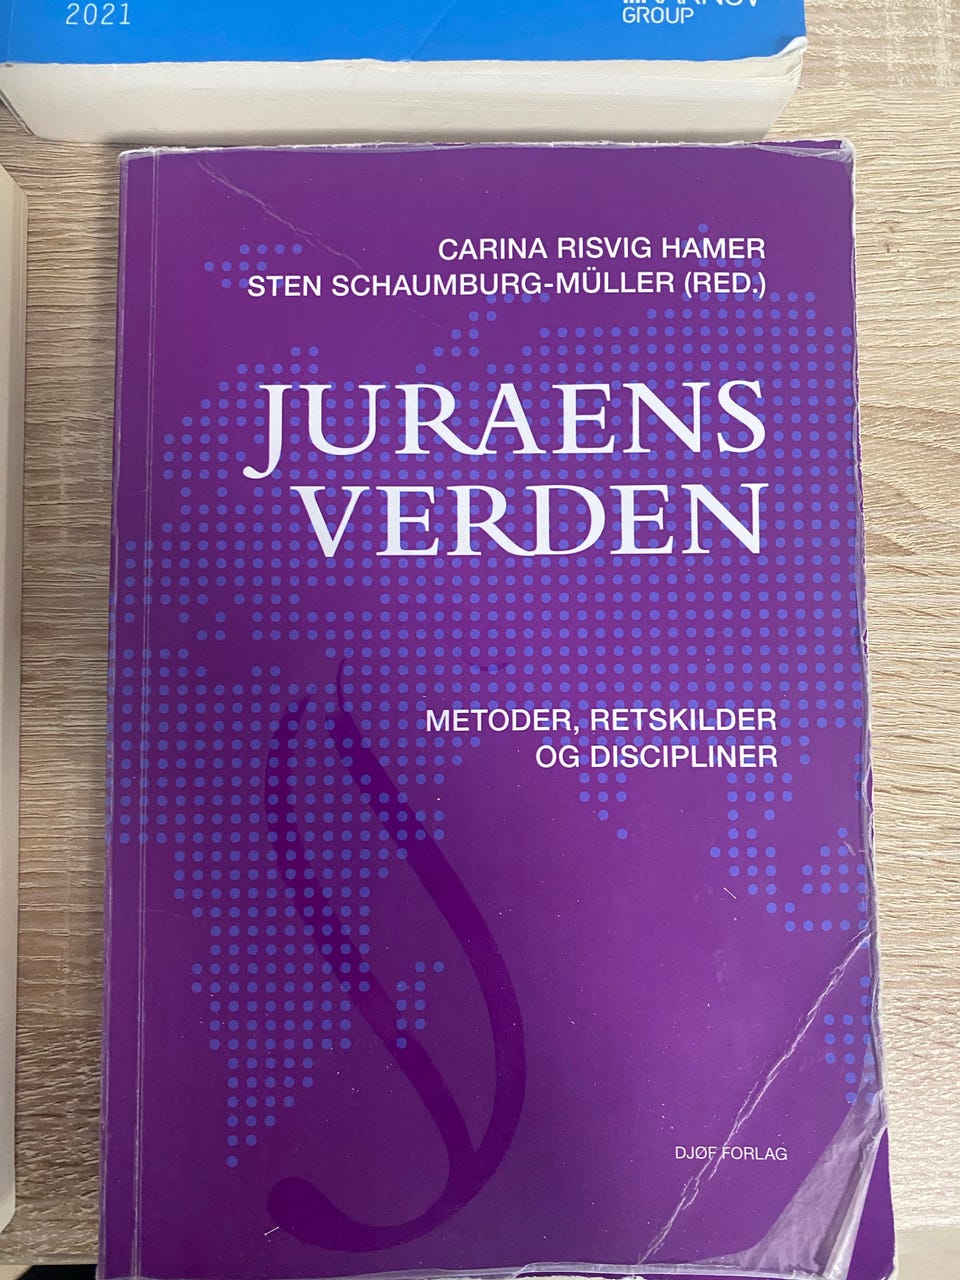 2021
GROUP
CARINA RISVIG HAMER
STEN SCHAUMBURG-MÜLLER (RED.)
JURAENS
VERDEN
METODER, RETSKILDER
OG DISCIPLINER
DJØF FORLAG